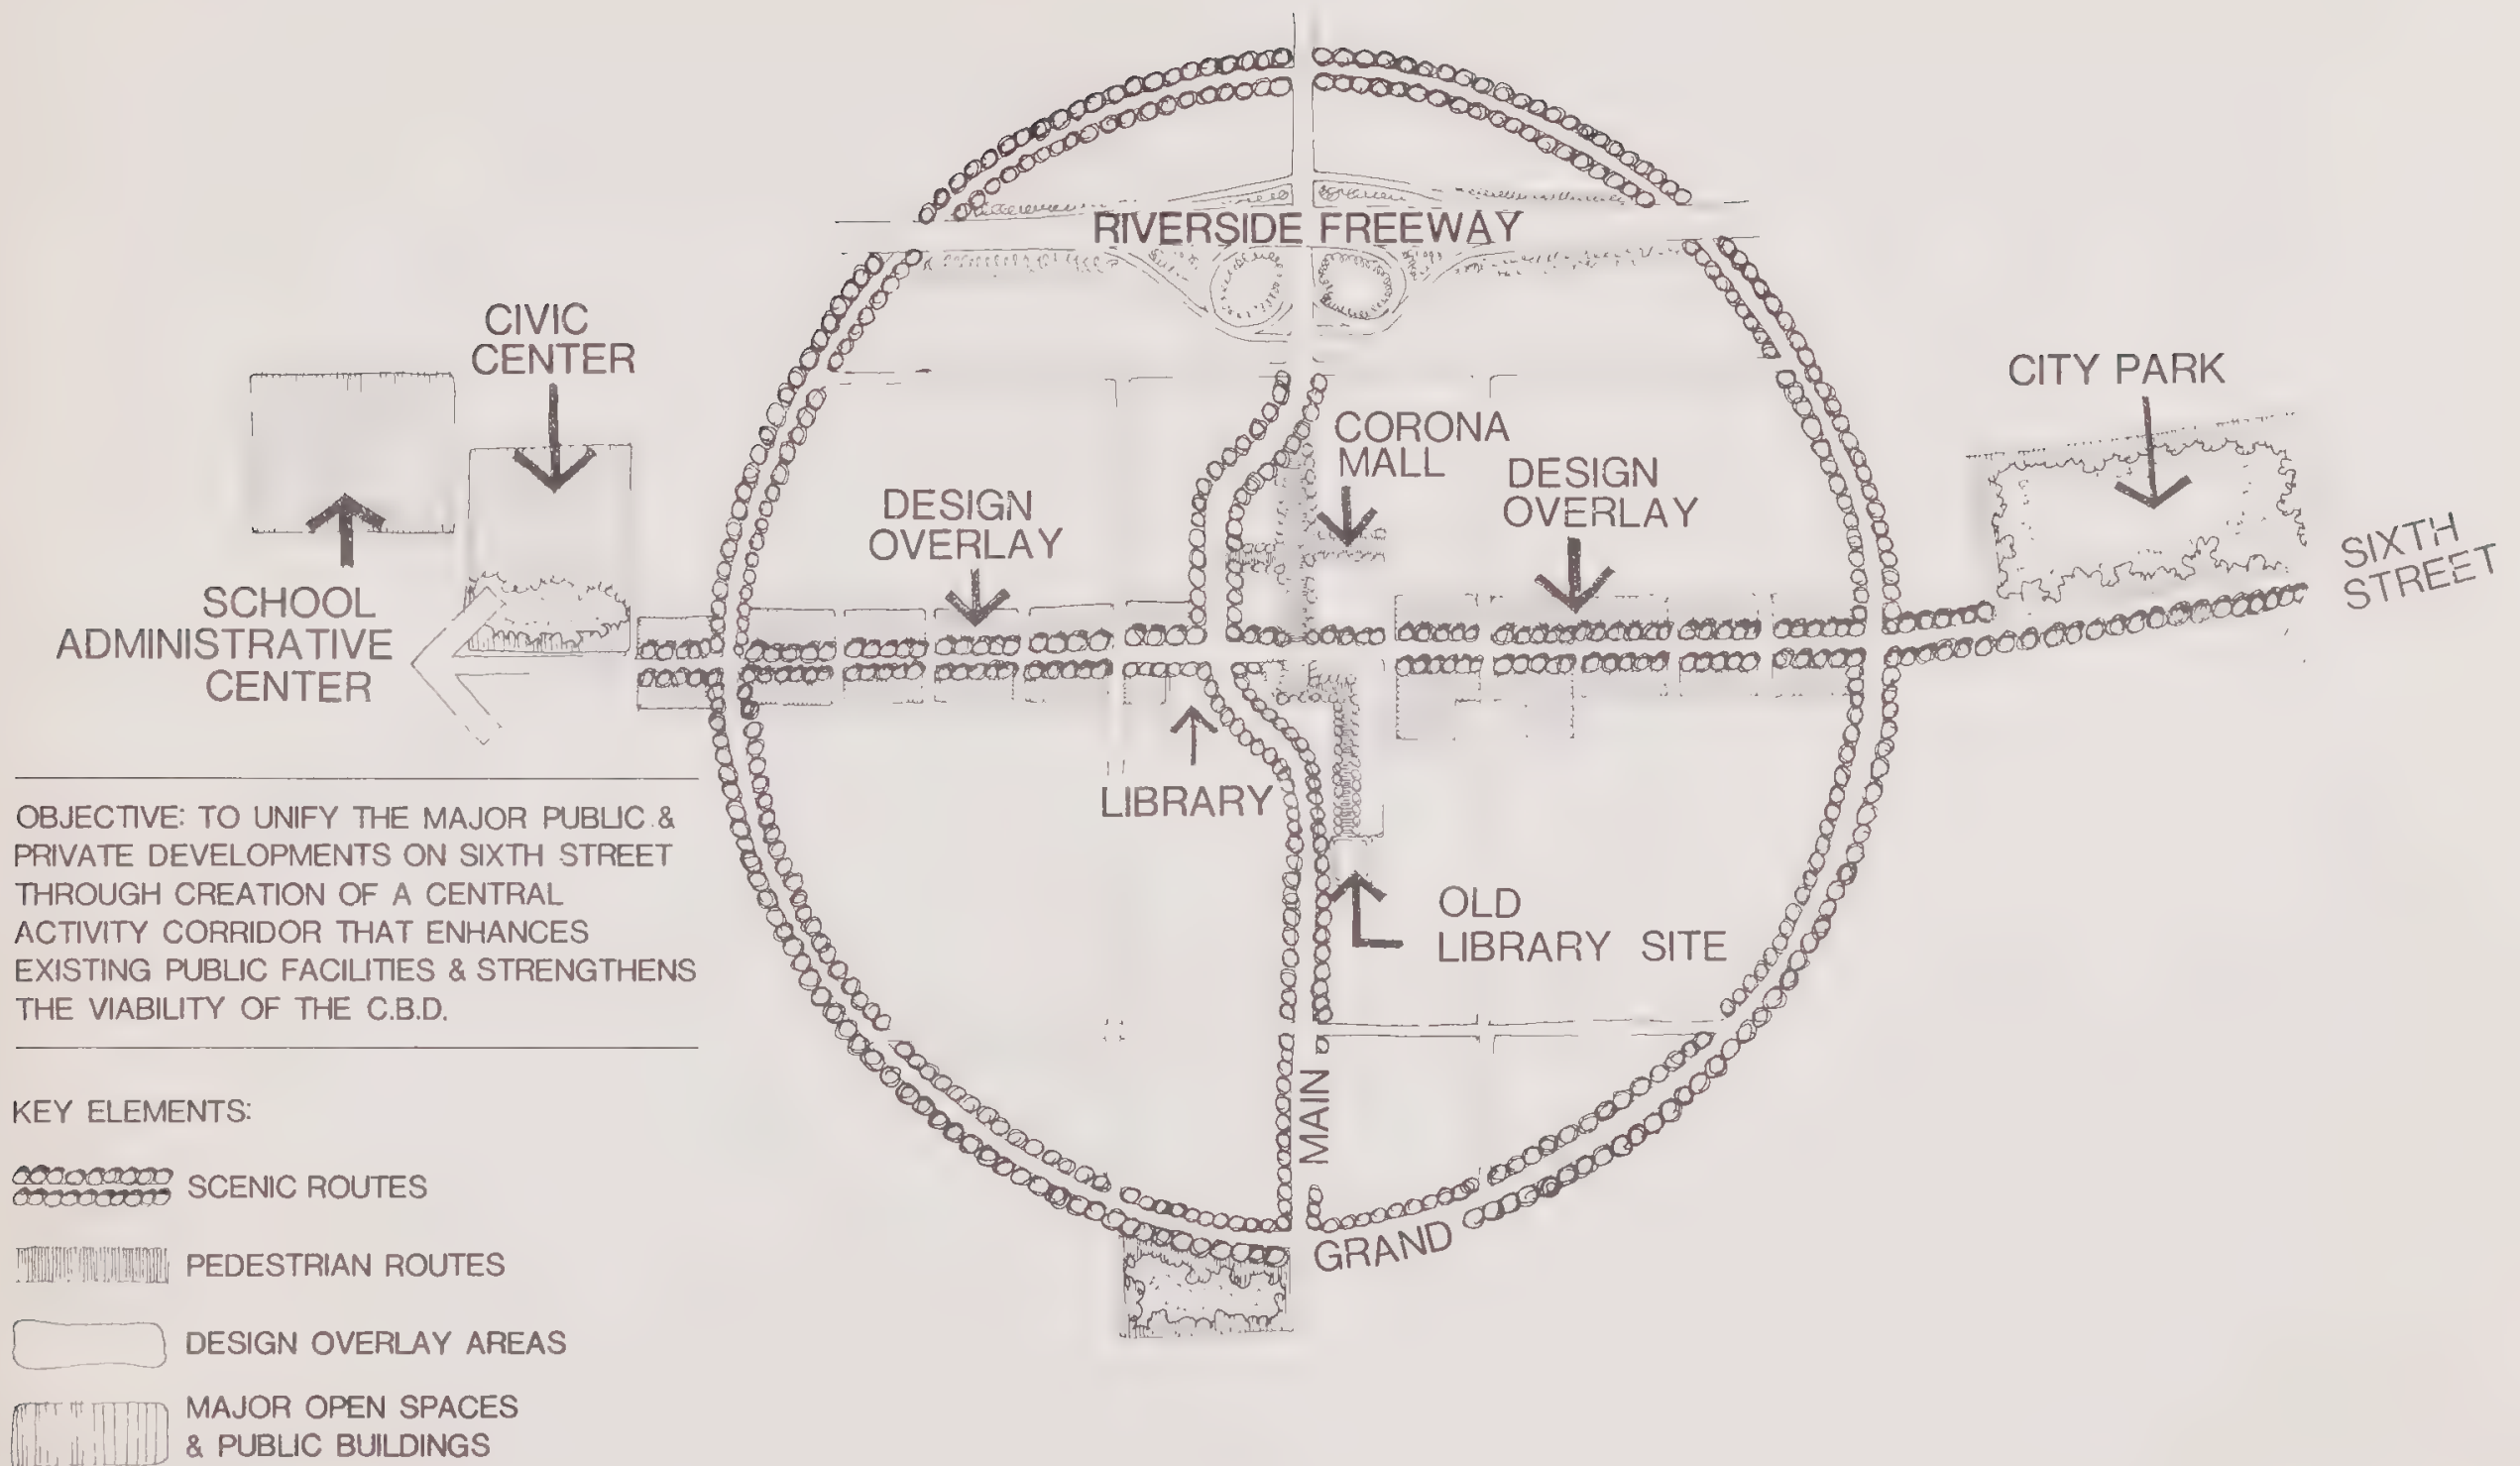 RIVERSIDE FREEWAY
CIVIC
CENTER
CITY PARK
CORONA
MALL
DESIGN
OVERLAY
DESIGN
OVERLAY
SIXTH
STREET
SCHOOL
ADMINISTRATIVE
CENTER
LIBRARY
OLD
LIBRARY SITE
MAIN
GRAND
OBJECTIVE: TO UNIFY THE MAJOR PUBLIC &
PRIVATE DEVELOPMENTS ON SIXTH STREET
THROUGH CREATION OF A CENTRAL
ACTIVITY CORRIDOR THAT ENHANCES
EXISTING PUBLIC FACILITIES & STRENGTHENS
THE VIABILITY OF THE C.B.D.
KEY ELEMENTS:
SCENIC ROUTES
PEDESTRIAN ROUTES
DESIGN OVERLAY AREAS
MAJOR OPEN SPACES
& PUBLIC BUILDINGS